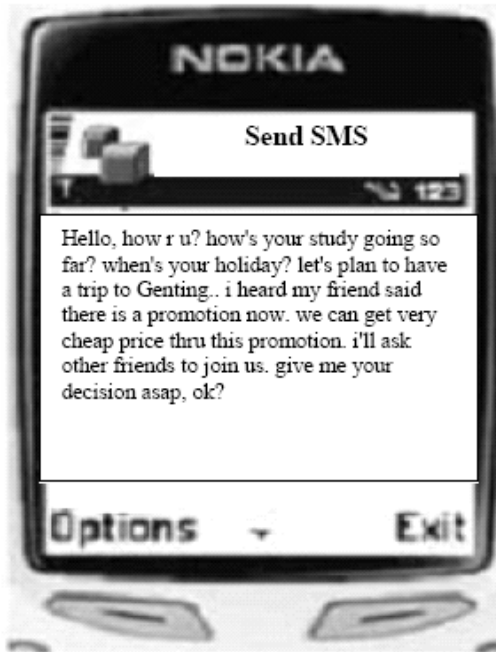 NOKIA
Send SMS
123
Hello, how r u? how's your study going so
far? when's your holiday? let's plan to have
a trip to Genting.. i heard my friend said
there is a promotion now. we can get very
cheap price thru this promotion. i'll ask
other friends to join us. give me your
decision asap, ok?
Options
Exit